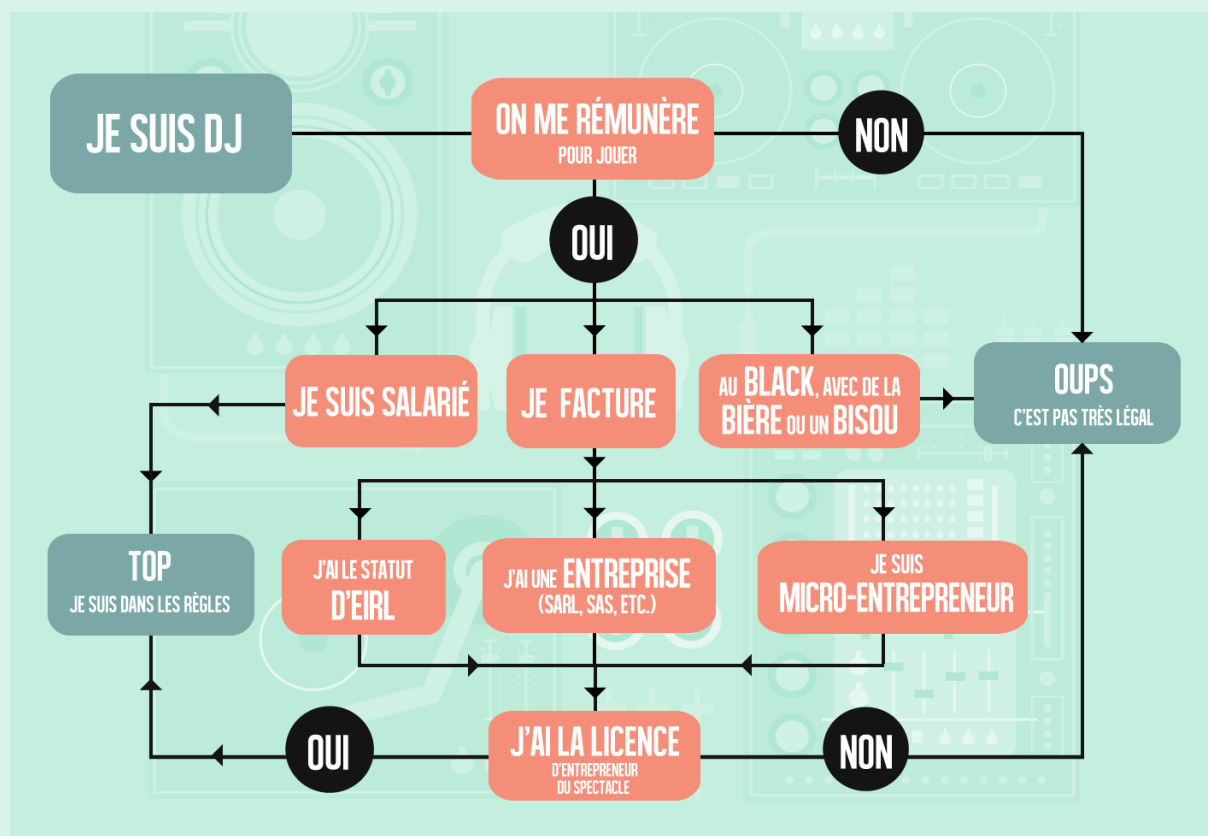 JE SUIS DJ
ON ME RÉMUNÈRE
POUR JOUER
NON
OUI
JE SUIS SALARIÉ
JE FACTURE
AU BLACK, AVEC DE LA
BIÈRE OU UN BISOU
OUPS
C'EST PAS TRÈS LÉGAL
TOP
JE SUIS DANS LES RÈGLES
J'AI LE STATUT
D'EIRL
J'AI UNE ENTREPRISE
(SARL, SAS, ETC.)
JE SUIS
MICRO-ENTREPRENEUR
OUI
J'AI LA LICENCE
D'ENTREPRENEUR
DU SPECTACLE
NON